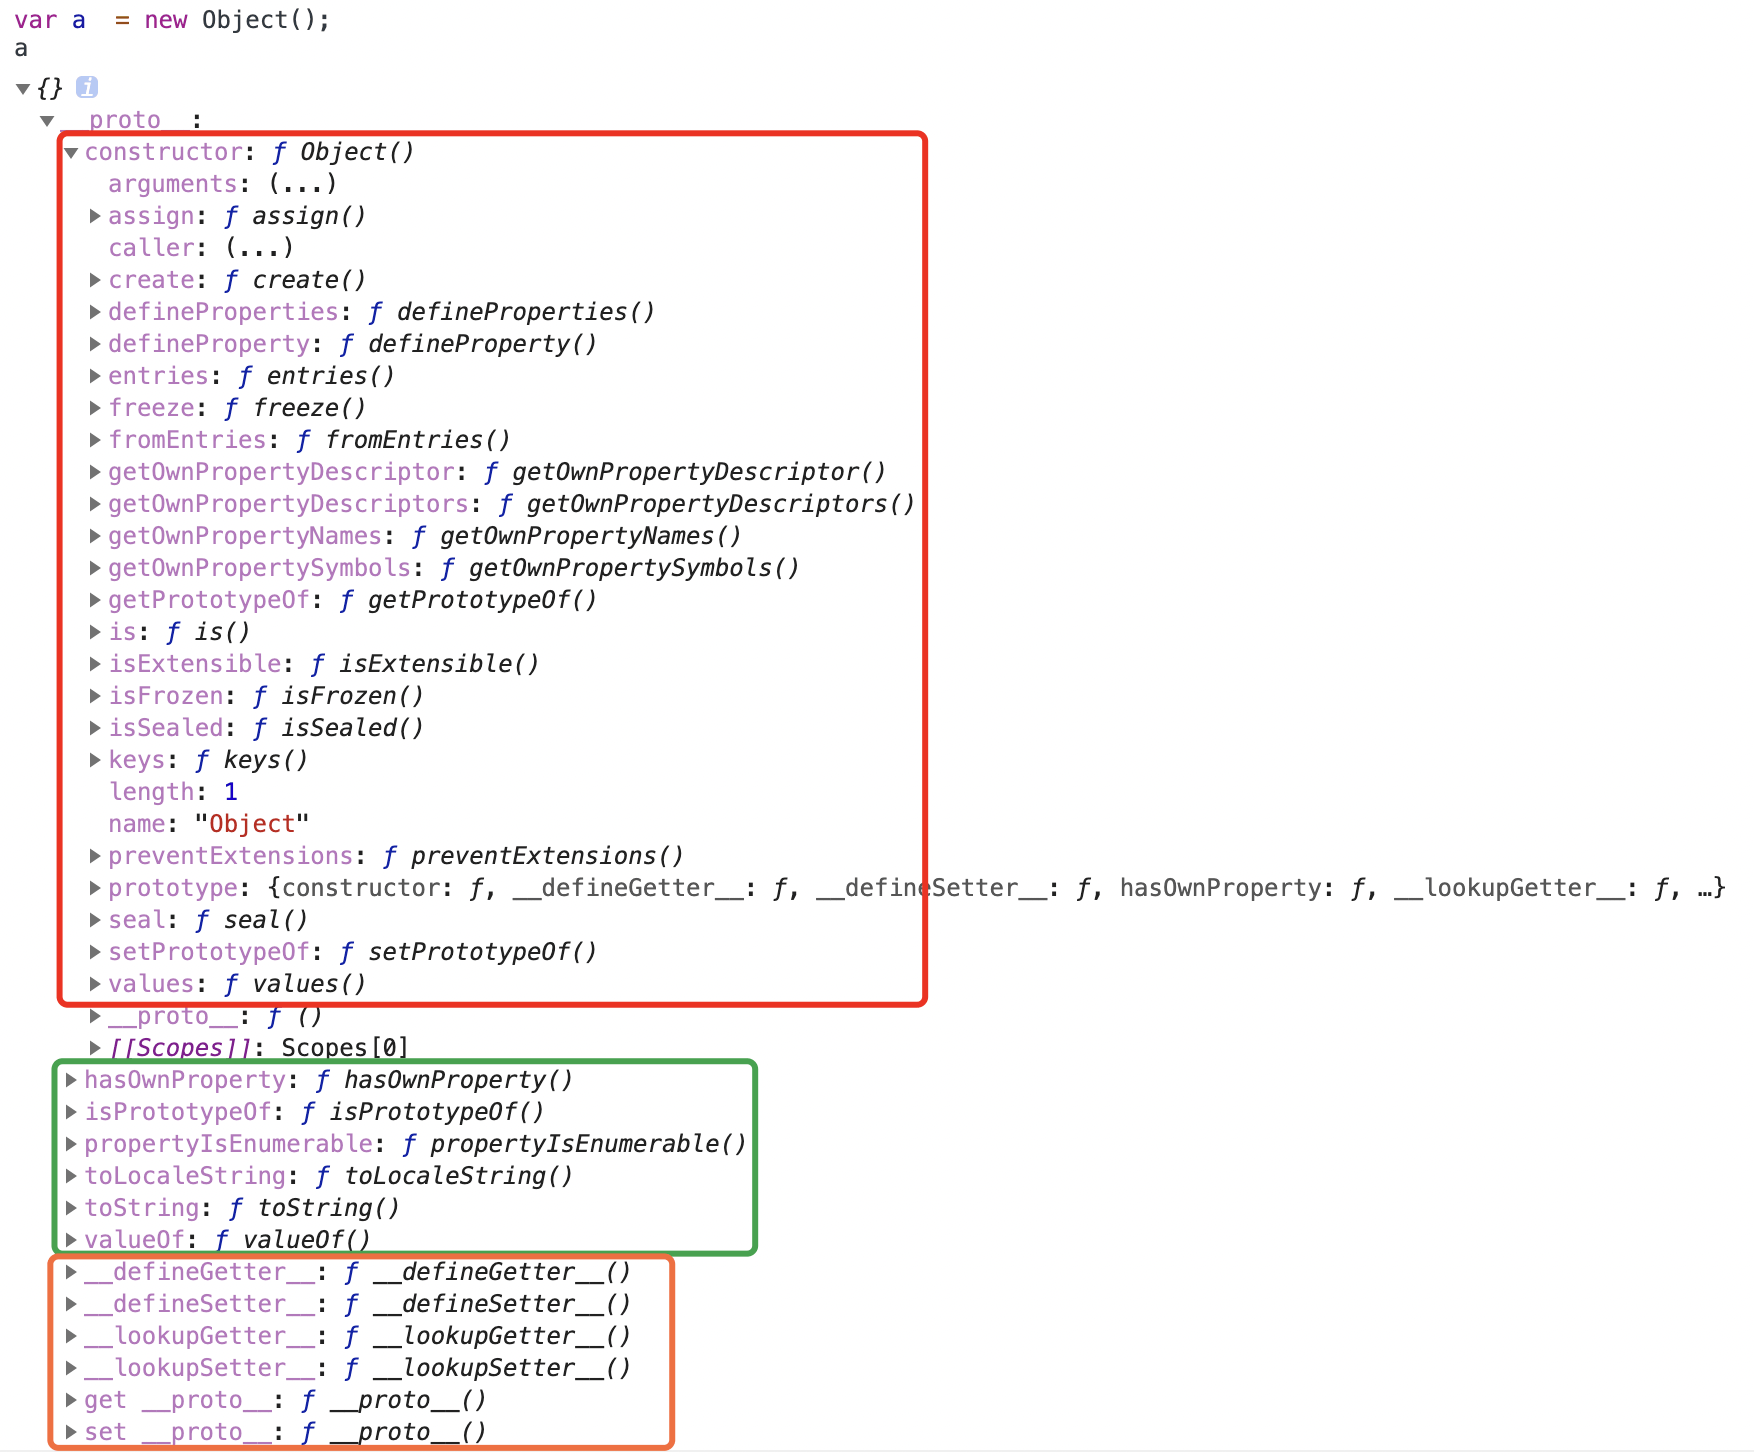 var a  = new Object();
a
{} i
__proto__:
constructor: ƒ Object()
arguments: (...)
assign: ƒ assign()
caller: (...)
create: ƒ create()
defineProperties: ƒ defineProperties()
defineProperty: ƒ defineProperty()
entries: ƒ entries()
freeze: ƒ freeze()
fromEntries: ƒ fromEntries()
getOwnPropertyDescriptor: ƒ getOwnPropertyDescriptor()
getOwnPropertyDescriptors: ƒ getOwnPropertyDescriptors()
getOwnPropertyNames: ƒ getOwnPropertyNames()
getOwnPropertySymbols: ƒ getOwnPropertySymbols()
getPrototypeOf: ƒ getPrototypeOf()
is: ƒ is()
isExtensible: ƒ isExtensible()
isFrozen: ƒ isFrozen()
isSealed: ƒ isSealed()
keys: ƒ keys()
length: 1
name: "Object"
preventExtensions: ƒ preventExtensions()
prototype: {constructor: ƒ, __defineGetter__: ƒ, __defineSetter__: ƒ, hasOwnProperty: ƒ, __lookupGetter__: ƒ, …}
seal: ƒ seal()
setPrototypeOf: ƒ setPrototypeOf()
values: ƒ values()
__proto__: ƒ ()
[[Scopes]]: Scopes[0]
hasOwnProperty: ƒ hasOwnProperty()
isPrototypeOf: ƒ isPrototypeOf()
propertyIsEnumerable: ƒ propertyIsEnumerable()
toLocaleString: ƒ toLocaleString()
toString: ƒ toString()
valueOf: ƒ valueOf()
__defineGetter__: ƒ __defineGetter__()
__defineSetter__: ƒ __defineSetter__()
__lookupGetter__: ƒ __lookupGetter__()
__lookupSetter__: ƒ __lookupSetter__()
get __proto__: ƒ __proto__()
set __proto__: ƒ __proto__()